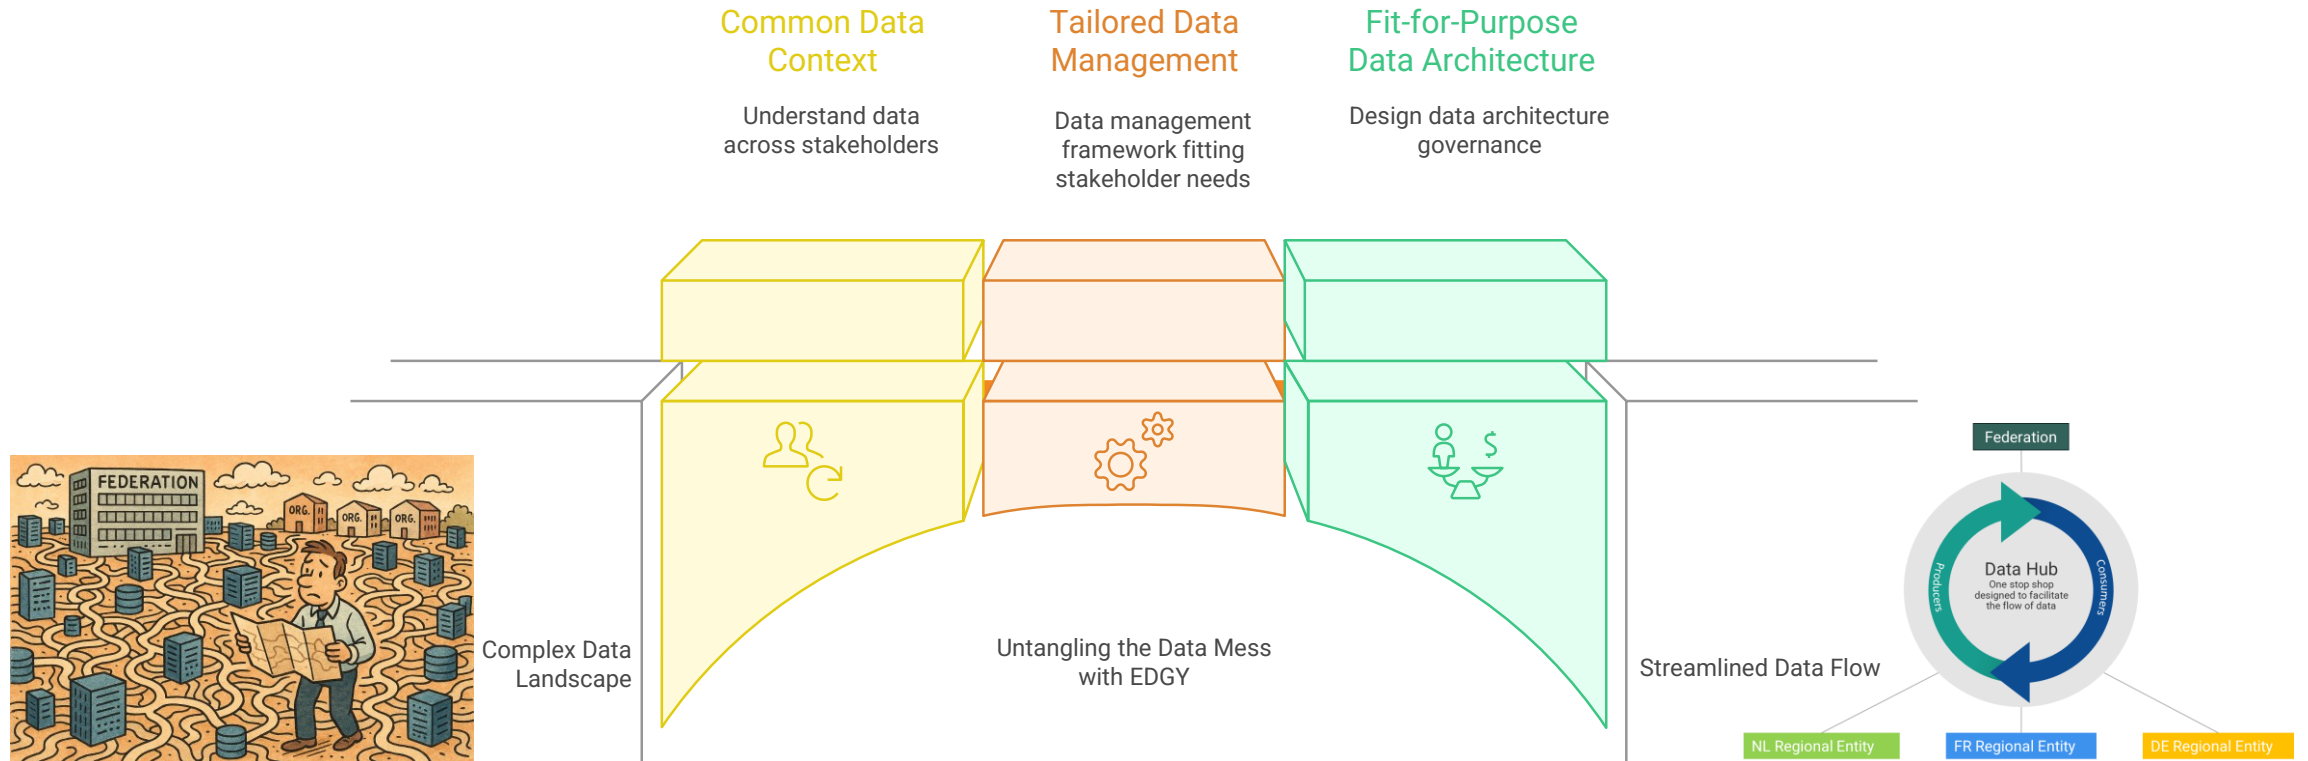 Common Data
Context
Understand data
across stakeholders
Tailored Data
Management
Data management
framework fitting
stakeholder needs
Fit-for-Purpose
Data Architecture
Design data architecture
governance
$
FEDERATION
ORG.
ORG.
ORG.
Complex Data
Landscape
Untangling the Data Mess
with EDGY
Streamlined Data Flow
Federation
Producers
Data Hub
One stop shop
designed to facilitate
the flow of data
Consumers
NL Regional Entity
FR Regional Entity
DE Regional Entity